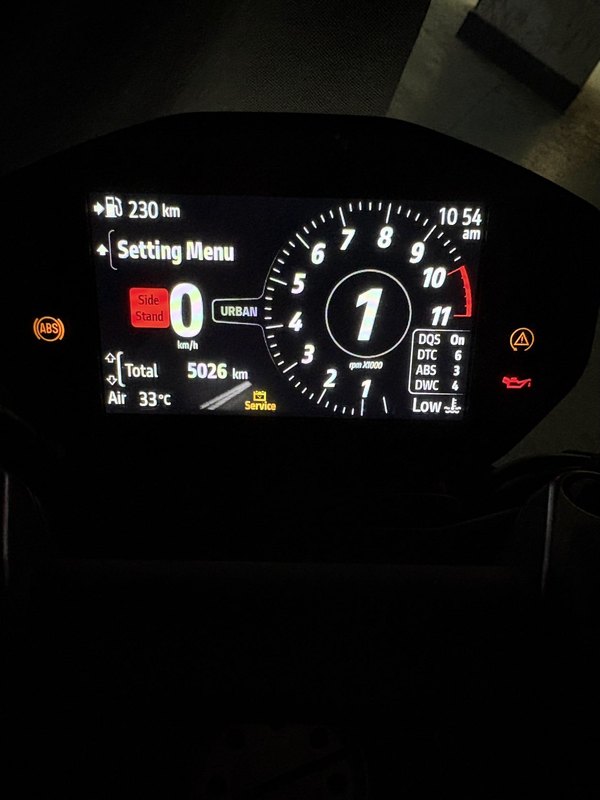 230 km
10 54
am
Setting Menu
Side
Stand
0
km/h
URBAN
1
2
3
4
5
6
7
8
9
10
11
1
rpm X1000
DQS On
DTC 6
ABS 3
DWC 4
Total 5026 km
Air 33°C
Service
Low
ABS